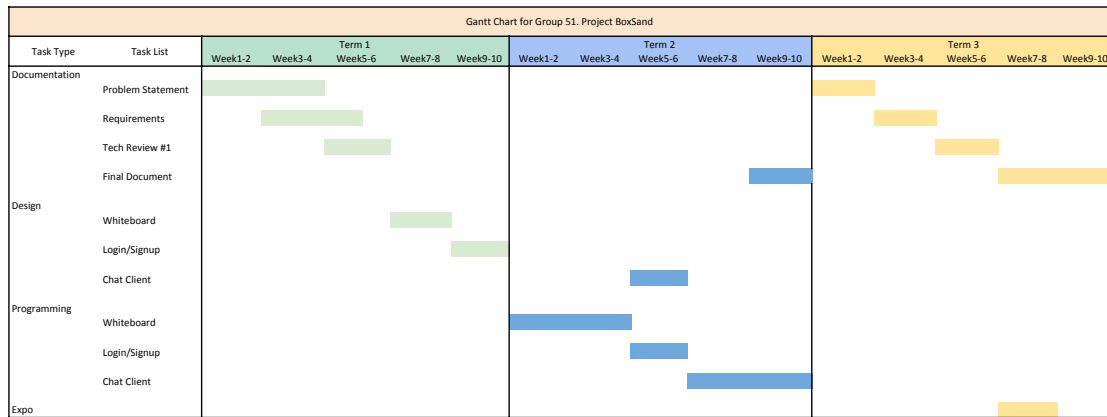 Gantt Chart for Group 51. Project BoxSand
Task Type Task List Term 1 Term 2 Term 3
Week1-2 Week3-4 Week5-6 Week7-8 Week9-10 Week1-2 Week3-4 Week5-6 Week7-8 Week9-10 Week1-2 Week3-4 Week5-6 Week7-8 Week9-10
Documentation
Problem Statement
Requirements
Tech Review #1
Final Document
Design
Whiteboard
Login/Signup
Chat Client
Programming
Whiteboard
Login/Signup
Chat Client
Expo